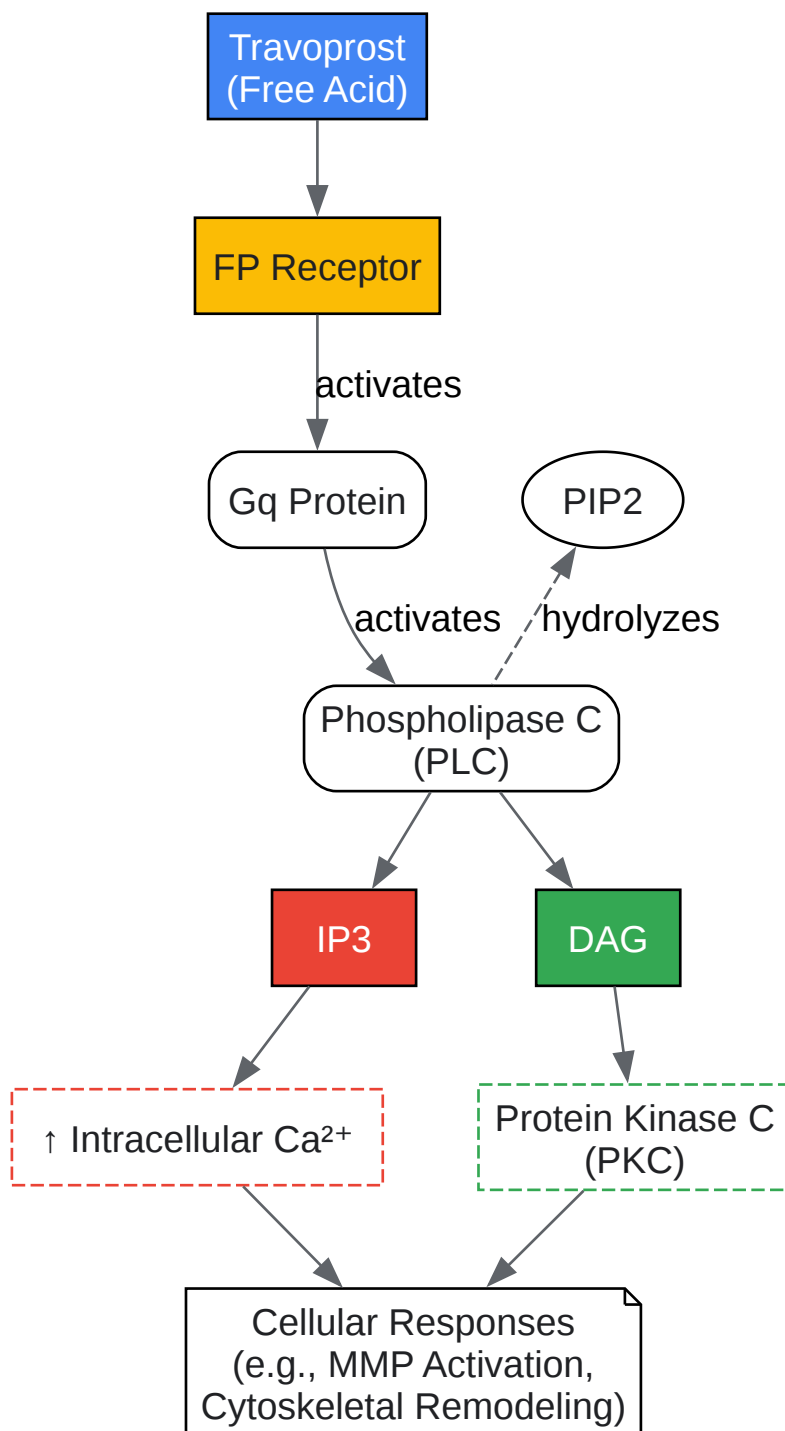 Travoprost
(Free Acid)
FP Receptor
activates
Gq Protein
PIP2
activates
hydrolyzes
Phospholipase C
(PLC)
IP3
DAG
↑ Intracellular Ca²⁺
Protein Kinase C
(PKC)
Cellular Responses
(e.g., MMP Activation,
Cytoskeletal Remodeling)